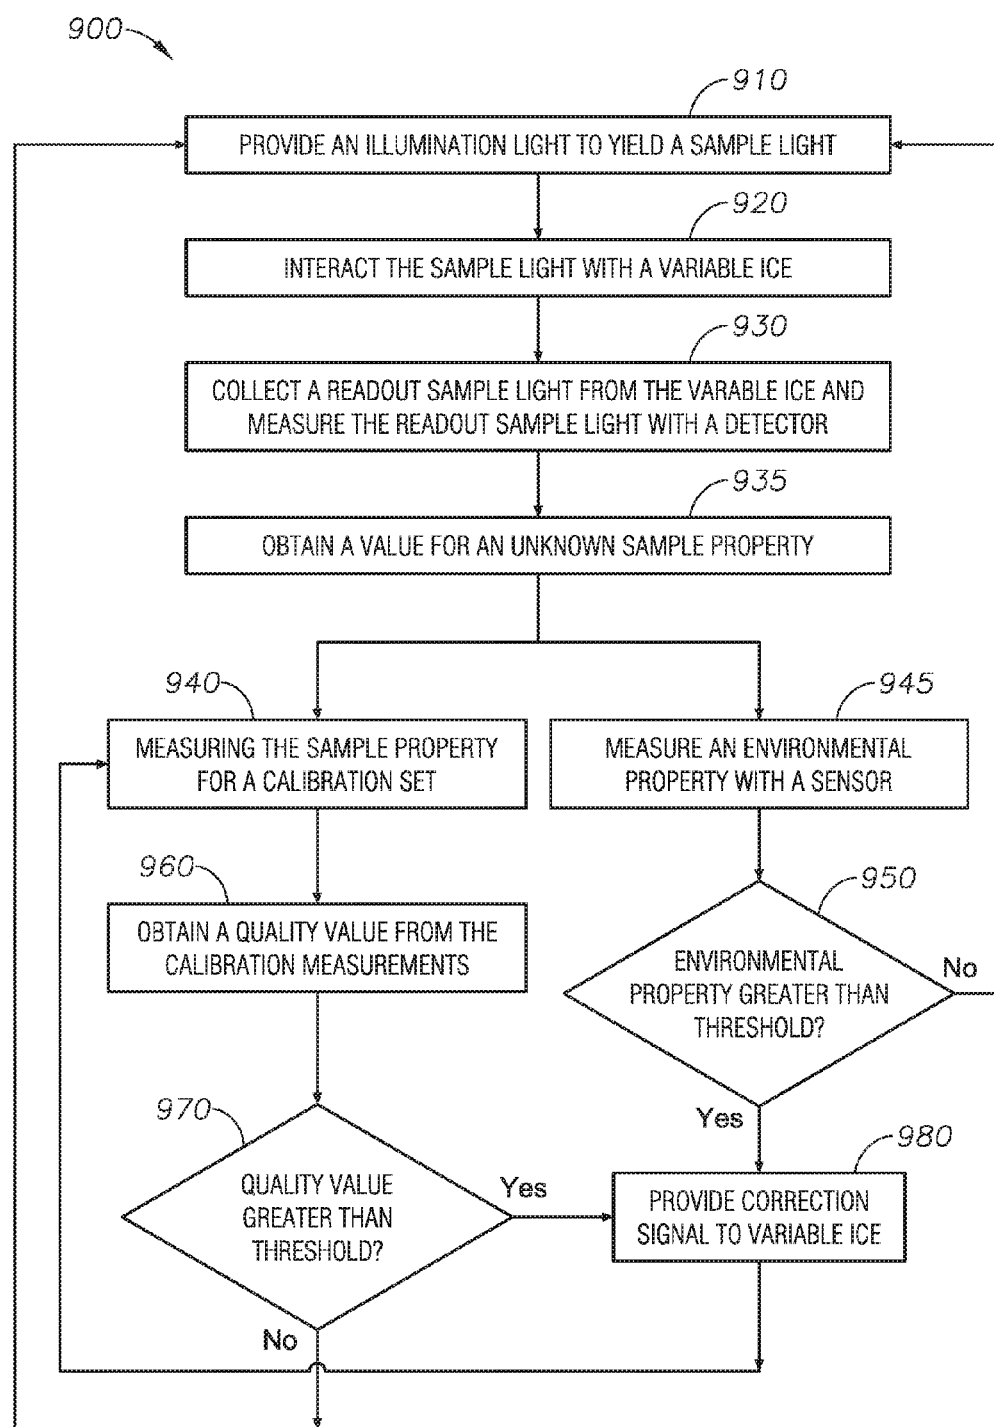 900
910
PROVIDE AN ILLUMINATION LIGHT TO YIELD A SAMPLE LIGHT
920
INTERACT THE SAMPLE LIGHT WITH A VARIABLE ICE
930
COLLECT A READOUT SAMPLE LIGHT FROM THE VARABLE ICE AND
MEASURE THE READOUT SAMPLE LIGHT WITH A DETECTOR
935
OBTAIN A VALUE FOR AN UNKNOWN SAMPLE PROPERTY
940
MEASURING THE SAMPLE PROPERTY
FOR A CALIBRATION SET
945
MEASURE AN ENVIRONMENTAL
PROPERTY WITH A SENSOR
960
OBTAIN A QUALITY VALUE FROM THE
CALIBRATION MEASUREMENTS
950
ENVIRONMENTAL
PROPERTY GREATER THAN
THRESHOLD?
No
Yes
970
QUALITY VALUE
GREATER THAN
THRESHOLD?
Yes
No
980
PROVIDE CORRECTION
SIGNAL TO VARIABLE ICE